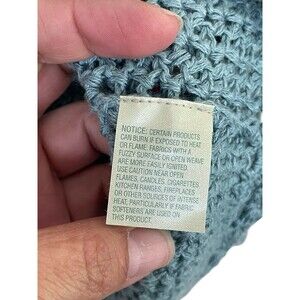 NOTICE: CERTAIN PRODUCTS
CAN BURN IF EXPOSED TO HEAT
OR FLAME. FABRICS WITH A
FUZZY SURFACE OR OPEN WEAVE
ARE MORE EASILY IGNITED.
USE CAUTION NEAR OPEN
FLAMES, CANDLES, CIGARETTES,
KITCHEN RANGES, FIREPLACES
OR OTHER SOURCES OF INTENSE
HEAT, PARTICULARLY IF FABRIC
SOFTENERS ARE USED ON
THIS PRODUCT.